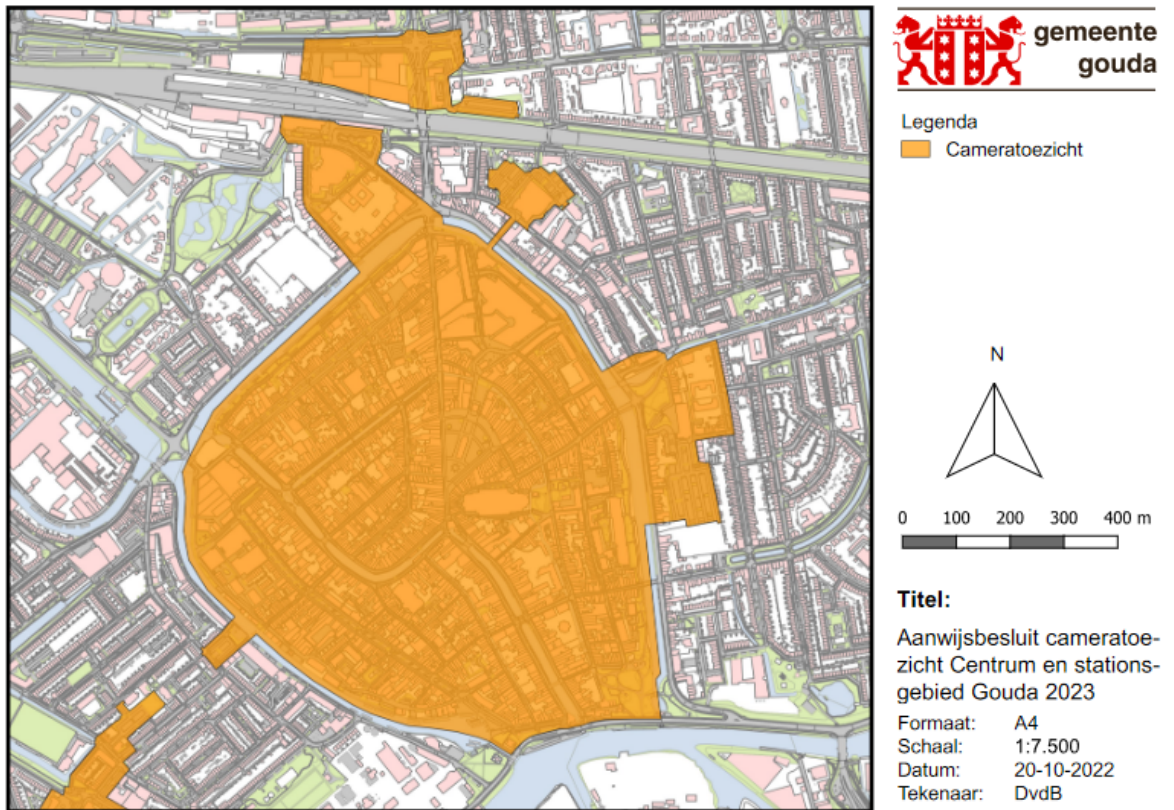 gemeente
gouda
Legenda
Cameratoezicht
N
0 100 200 300 400 m
Titel:
Aanwijsbesluit cameratoe-
zicht Centrum en stations-
gebied Gouda 2023
Formaat: A4
Schaal: 1:7.500
Datum: 20-10-2022
Tekenaar: DvdB